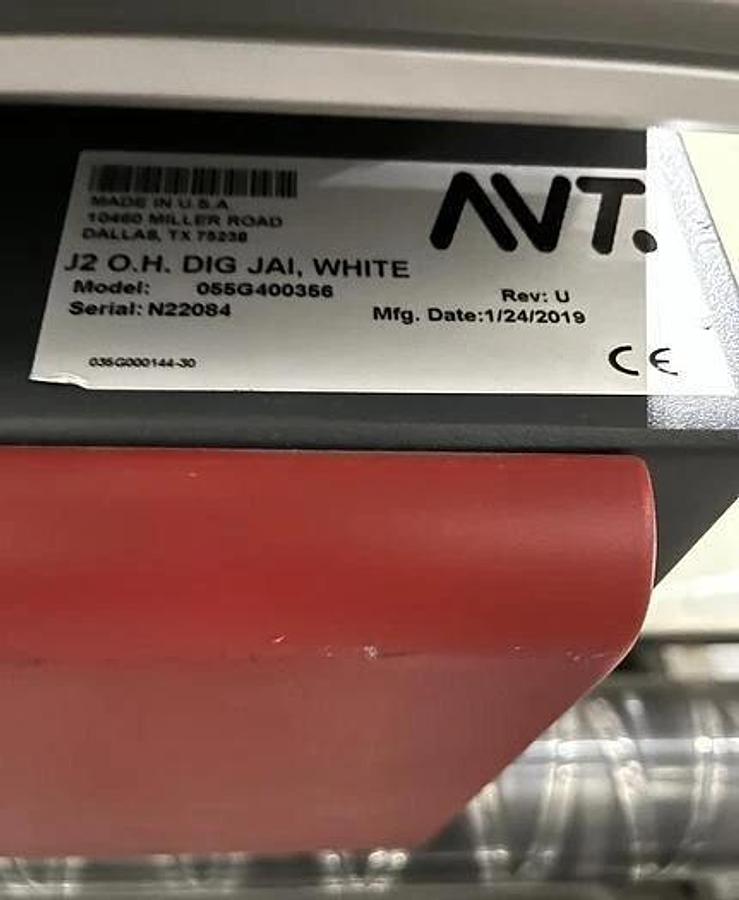 MADE IN U.S.A
10460 MILLER ROAD
DALLAS, TX 75238
AVT.
J2 O.H. DIG JAI, WHITE
Model: 055G400356
Rev: U
Serial: N22084
Mfg. Date:1/24/2019
035G000144-30
CE